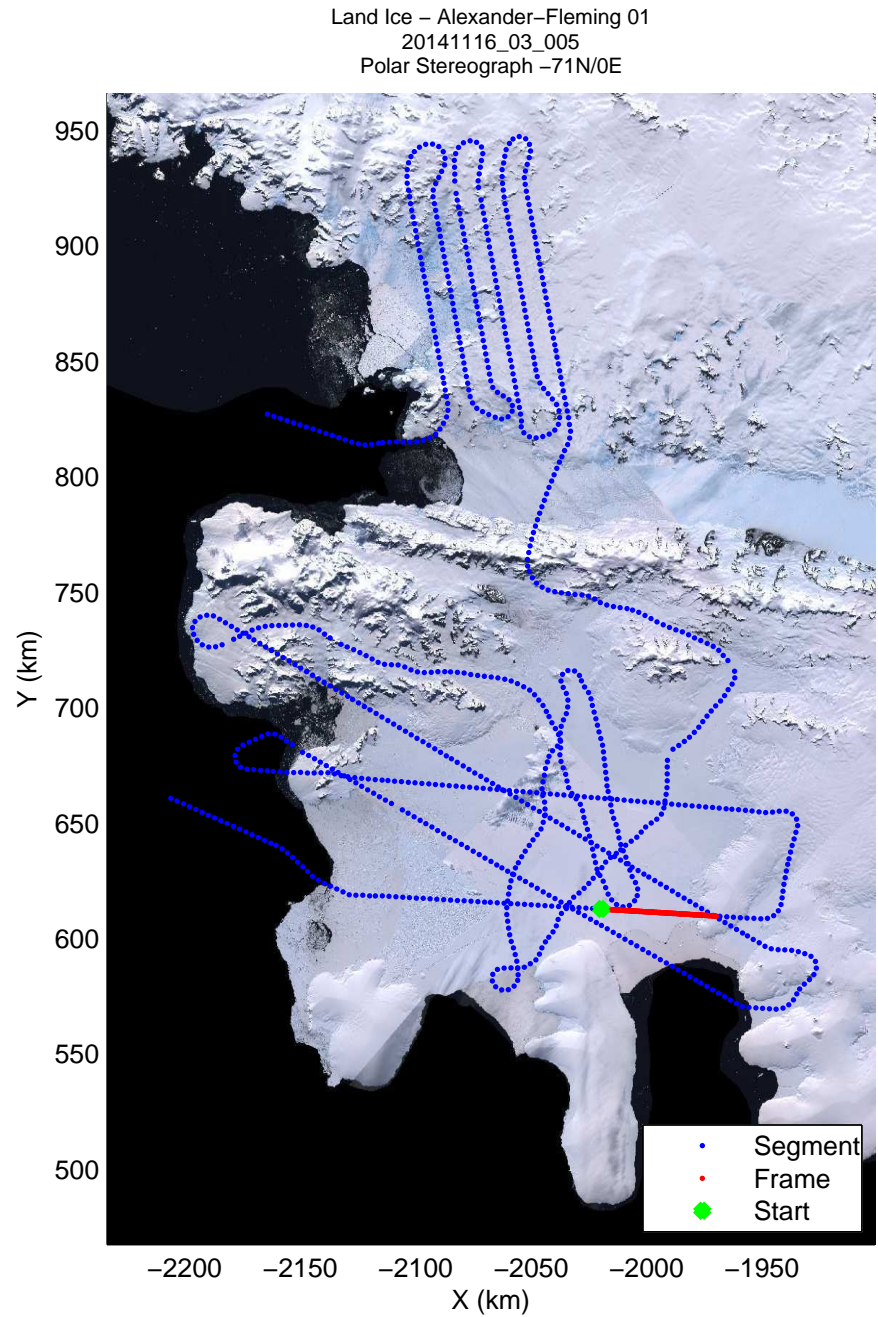 Land Ice − Alexander−Fleming 01
20141116_03_005
Polar Stereograph −71N/0E
950
900
850
800
750
700
650
600
550
500
Y (km)
Segment
Frame
Start
−2200 −2150 −2100 −2050 −2000 −1950
X (km)